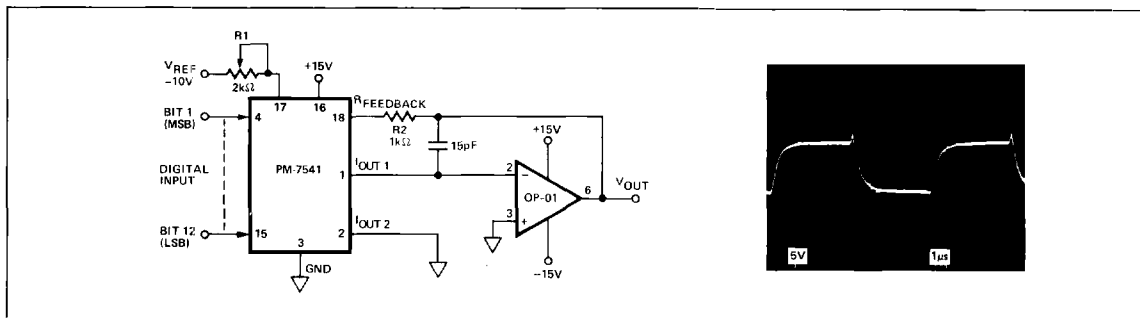 R1
VREF
–10V
2kΩ
+15V
17
16
RFEEDBACK
18
R2
1kΩ
15pF
BIT 1
(MSB)
4
DIGITAL
INPUT
PM-7541
IOUT 1
1
BIT 12
(LSB)
15
3
2
IOUT 2
GND
+15V
2
–
OP-01
3
+
6
VOUT
–15V
5V
1µs